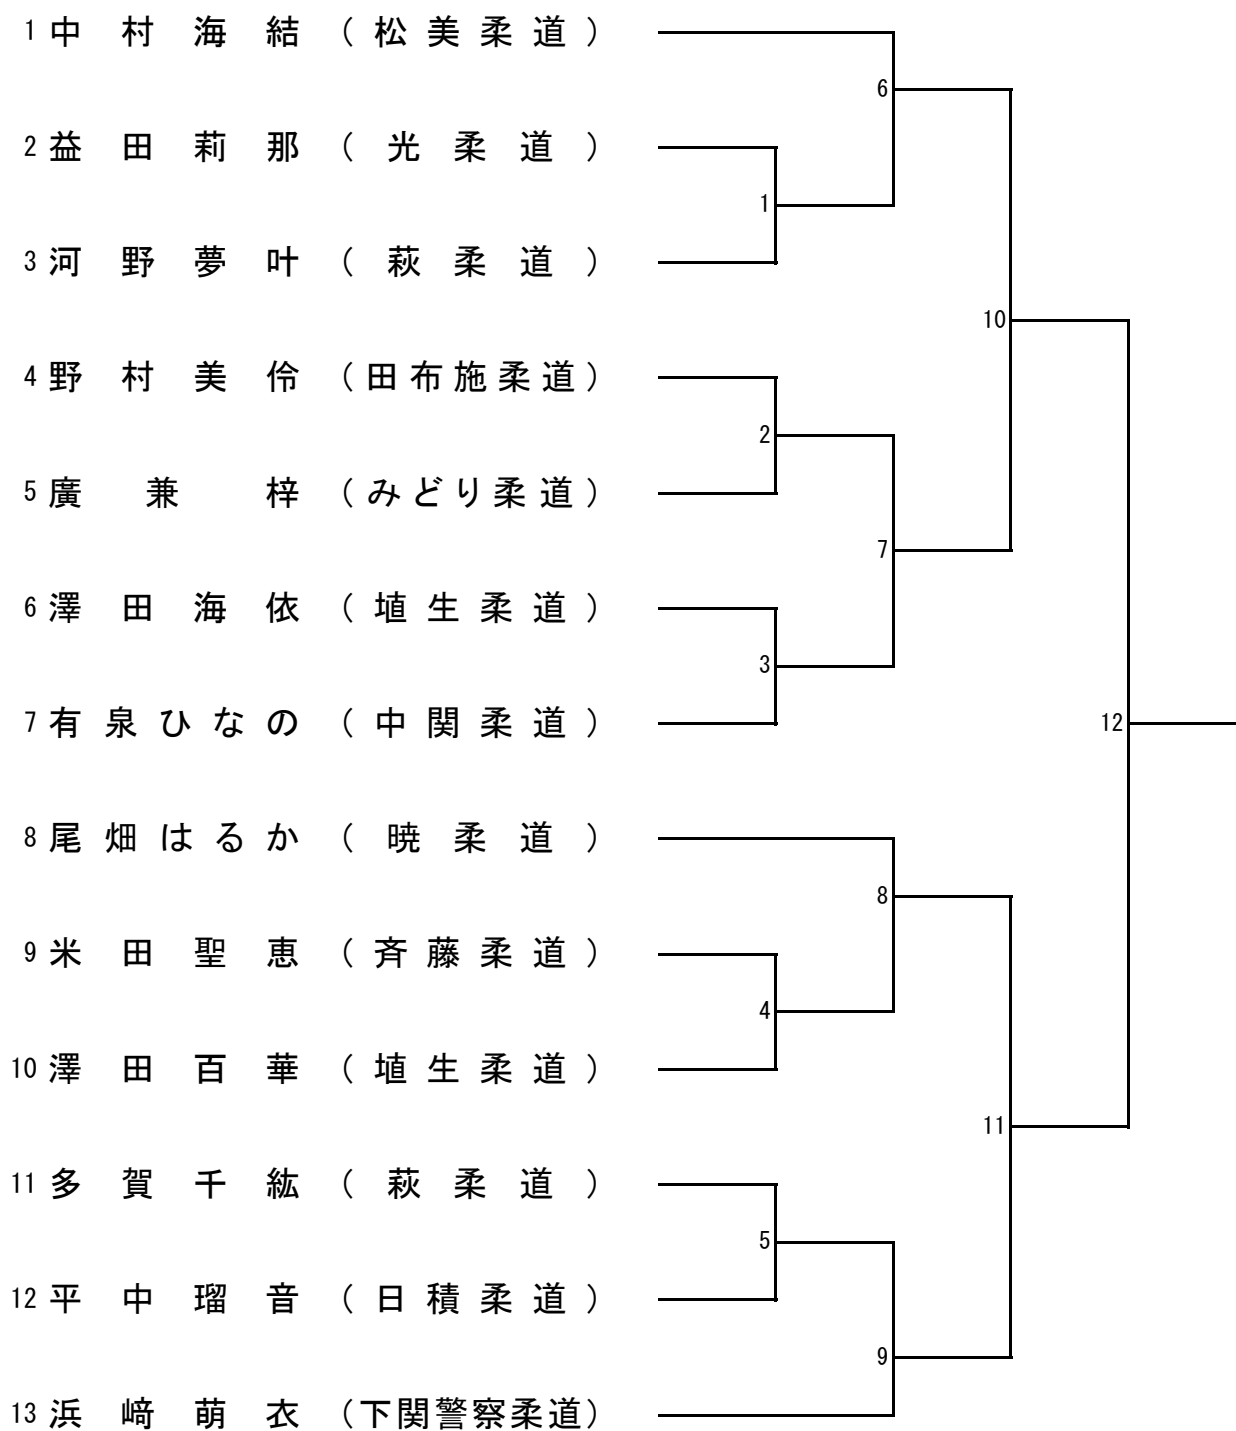 1 中村海結 (松美柔道)
6
2 益田莉那 (光柔道)
1
3 河野夢叶 (萩柔道)
10
4 野村美伶 (田布施柔道)
2
5 廣兼梓 (みどり柔道)
7
6 澤田海依 (埴生柔道)
3
7 有泉ひなの (中関柔道)
12
8 尾畑はるか (暁柔道)
8
9 米田聖恵 (斉藤柔道)
4
10 澤田百華 (埴生柔道)
11
11 多賀千紘 (萩柔道)
5
12 平中瑠音 (日積柔道)
9
13 浜﨑萌衣 (下関警察柔道)